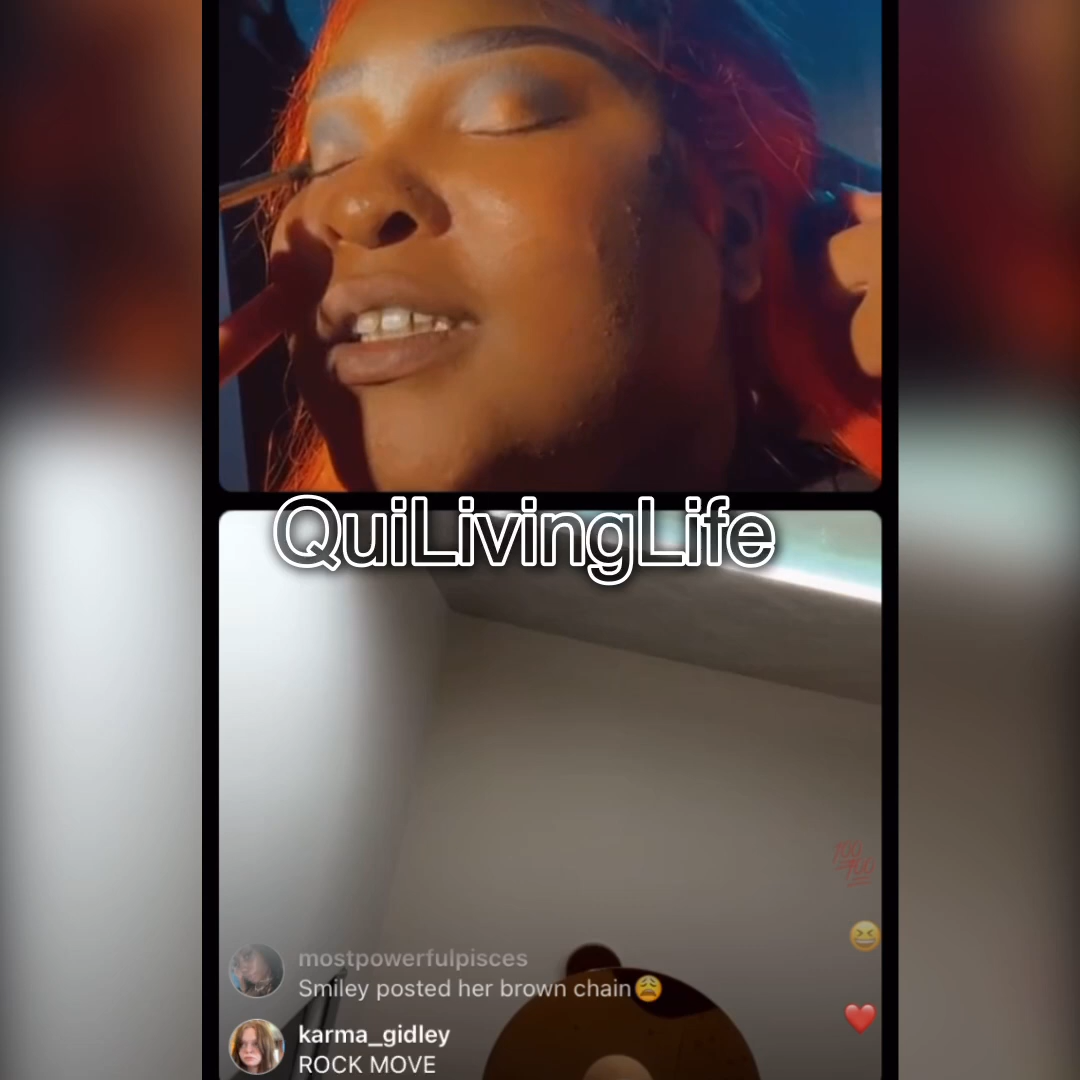 QuiLivingLife
mostpowerfulpisces
Smiley posted her brown chain😩
karma_gidley
ROCK MOVE